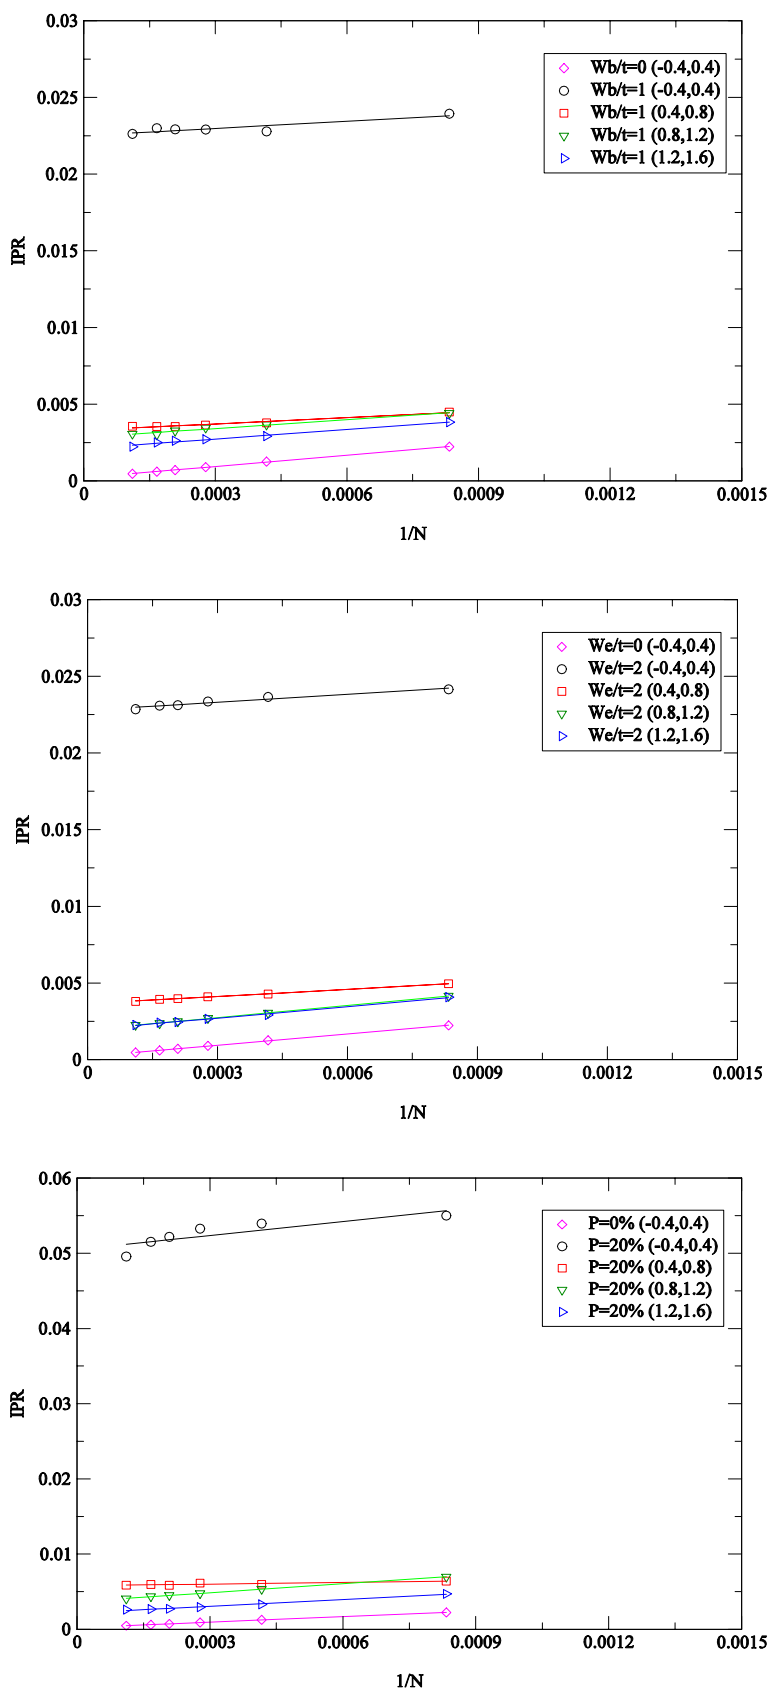 0.03
0.025
0.02
0.015
0.01
0.005
0
IPR
Wb/t=0 (-0.4,0.4)
Wb/t=1 (-0.4,0.4)
Wb/t=1 (0.4,0.8)
Wb/t=1 (0.8,1.2)
Wb/t=1 (1.2,1.6)
0 0.0003 0.0006 0.0009 0.0012 0.0015
1/N
0.03
0.025
0.02
0.015
0.01
0.005
0
IPR
We/t=0 (-0.4,0.4)
We/t=2 (-0.4,0.4)
We/t=2 (0.4,0.8)
We/t=2 (0.8,1.2)
We/t=2 (1.2,1.6)
0 0.0003 0.0006 0.0009 0.0012 0.0015
1/N
0.06
0.05
0.04
0.03
0.02
0.01
0
IPR
P=0% (-0.4,0.4)
P=20% (-0.4,0.4)
P=20% (0.4,0.8)
P=20% (0.8,1.2)
P=20% (1.2,1.6)
0 0.0003 0.0006 0.0009 0.0012 0.0015
1/N